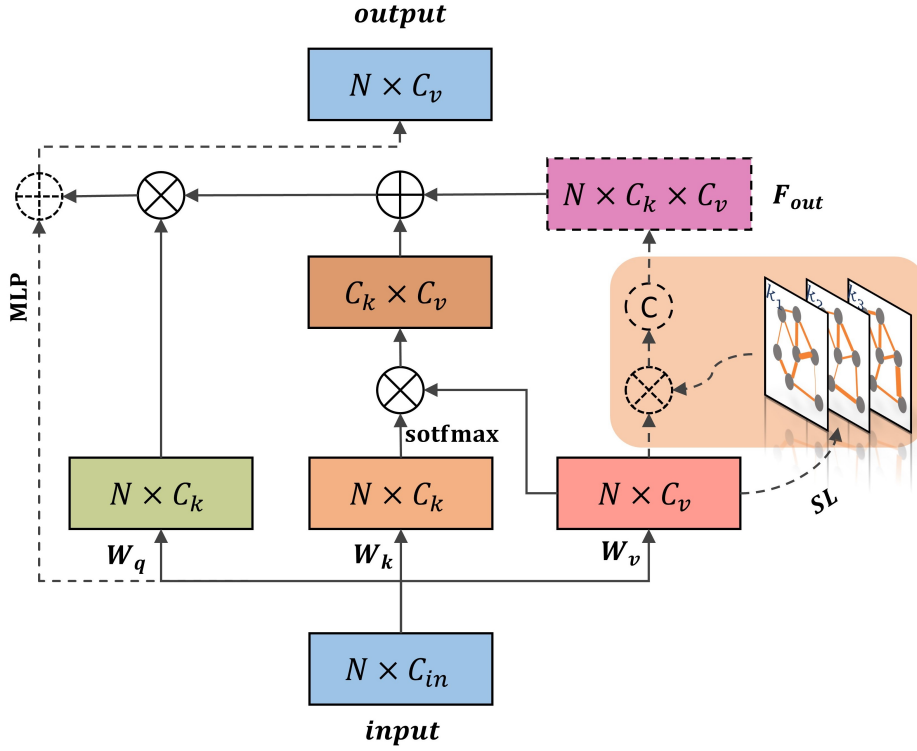 output
N × C_v
N × C_k × C_v
F_out
MLP
C_k × C_v
C
k_1
k_2
k_3
sotfmax
N × C_k
N × C_k
N × C_v
SL
W_q
W_k
W_v
N × C_in
input